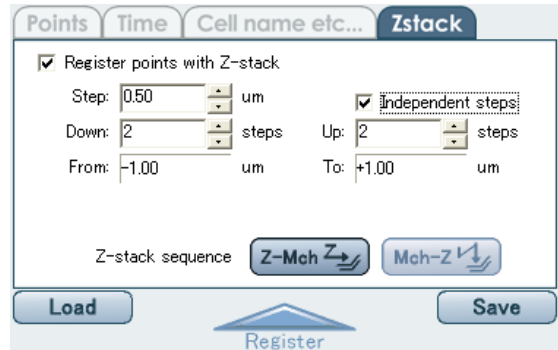 Points Time Cell name etc... Zstack
Register points with Z-stack
Step: 0.50 um
Independent steps
Down: 2 steps Up: 2 steps
From: -1.00 um To: +1.00 um
Z-stack sequence Z-Mch Z Mch-Z Z
Load Save
Register